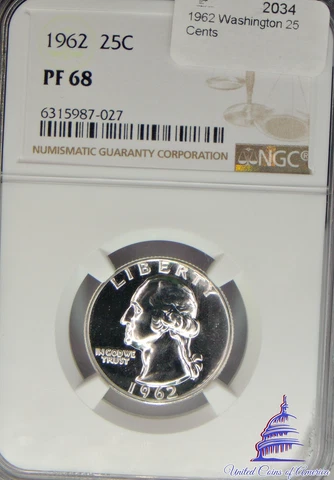 2034
1962 Washington 25
Cents
1962 25C
PF 68
6315987-027
NUMISMATIC GUARANTY CORPORATION
NGC
LIBERTY
IN GOD WE
TRUST
1962
United Coins of America